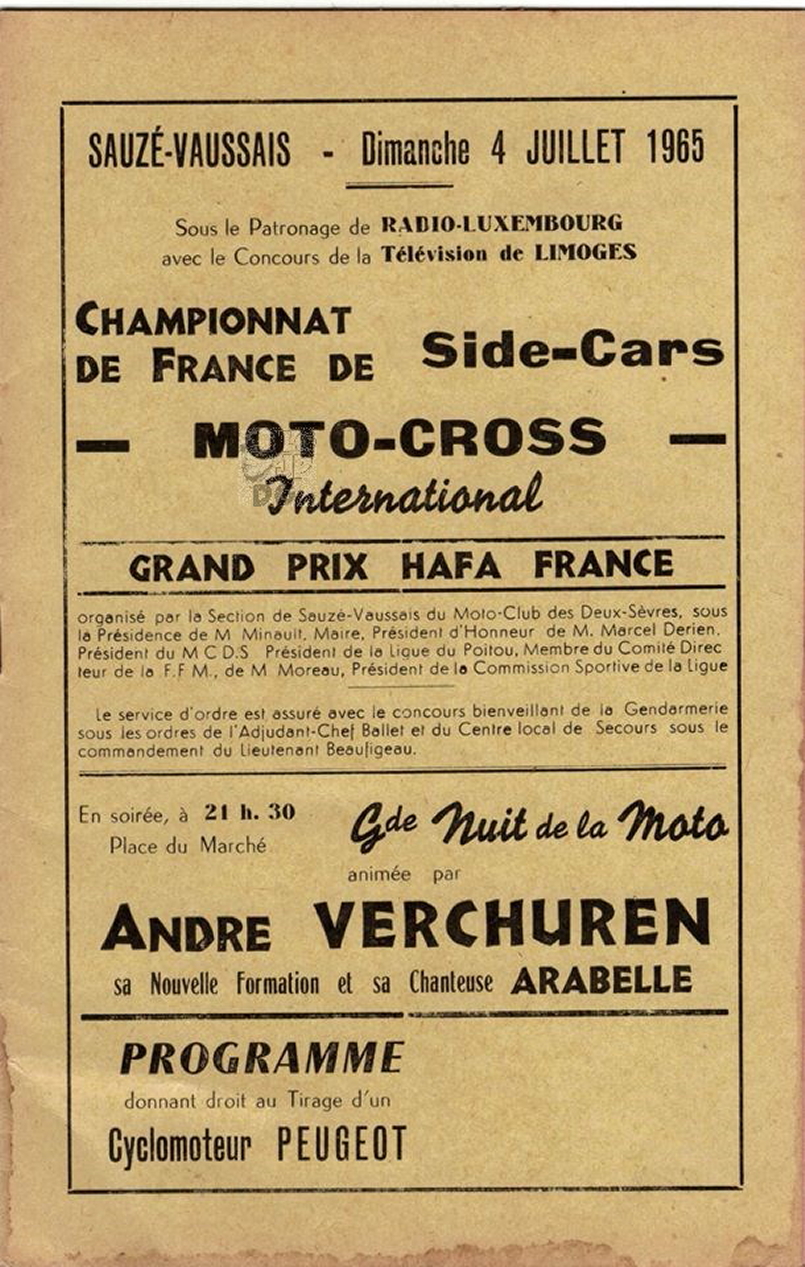 SAUZÉ-VAUSSAIS - Dimanche 4 JUILLET 1965
Sous le Patronage de RADIO-LUXEMBOURG
avec le Concours de la Télévision de LIMOGES
CHAMPIONNAT
DE FRANCE DE Side-Cars
— MOTO-CROSS —
International
GRAND PRIX HAFA FRANCE
organisé par la Section de Sauzé-Vaussais du Moto-Club des Deux-Sèvres, sous
la Présidence de M Minault, Maire, Président d'Honneur de M. Marcel Derien.
Président du M C D.S Président de la Ligue du Poitou, Membre du Comité Direc
teur de la F.F M., de M. Moreau, Président de la Commission Sportive de la Ligue
Le service d'ordre est assuré avec le concours bienveillant de la Gendarmerie
sous les ordres de l'Adjudant-Chef Ballet et du Centre local de Secours sous le
commandement du Lieutenant Beaufigeau.
En soirée, à 21 h. 30
Place du Marché
Gde Nuit de la Moto
animée par
ANDRE VERCHUREN
sa Nouvelle Formation et sa Chanteuse ARABELLE
PROGRAMME
donnant droit au Tirage d'un
Cyclomoteur PEUGEOT